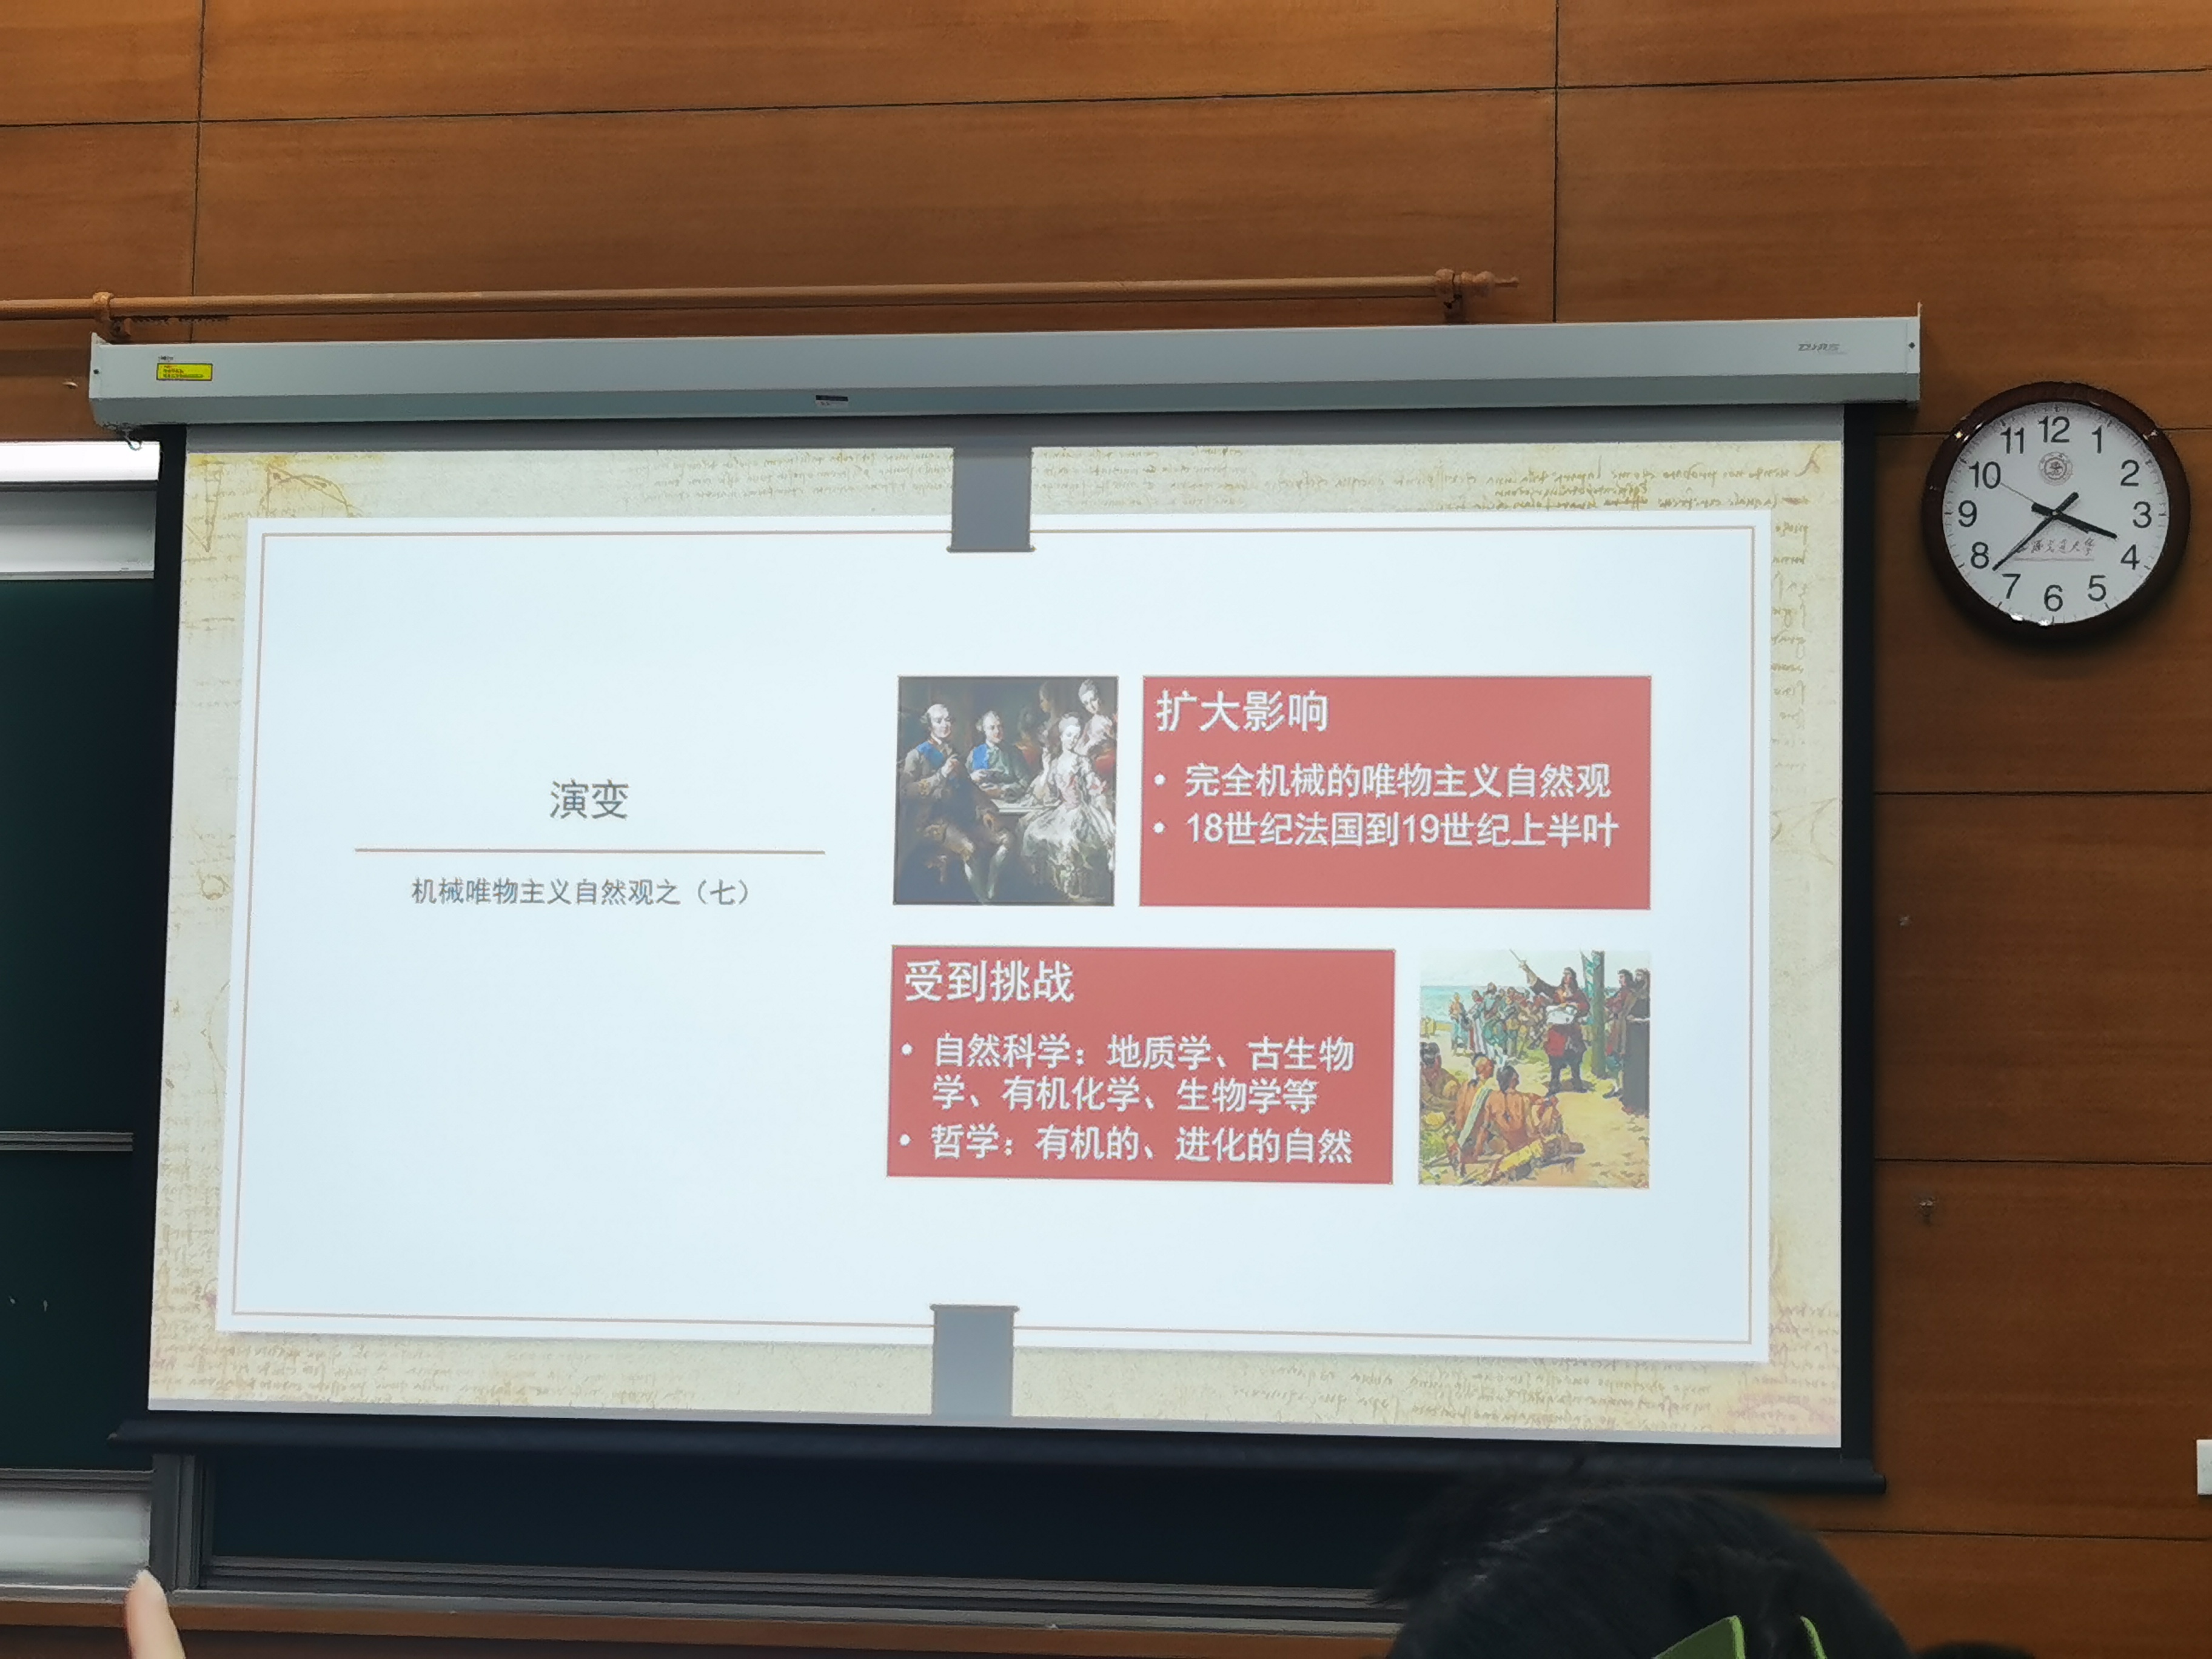 演变
机械唯物主义自然观之（七）
扩大影响
• 完全机械的唯物主义自然观
• 18世纪法国到19世纪上半叶
受到挑战
• 自然科学：地质学、古生物
学、有机化学、生物学等
• 哲学：有机的、进化的自然
11 12 1
10 2
9 3
8 4
7 6 5